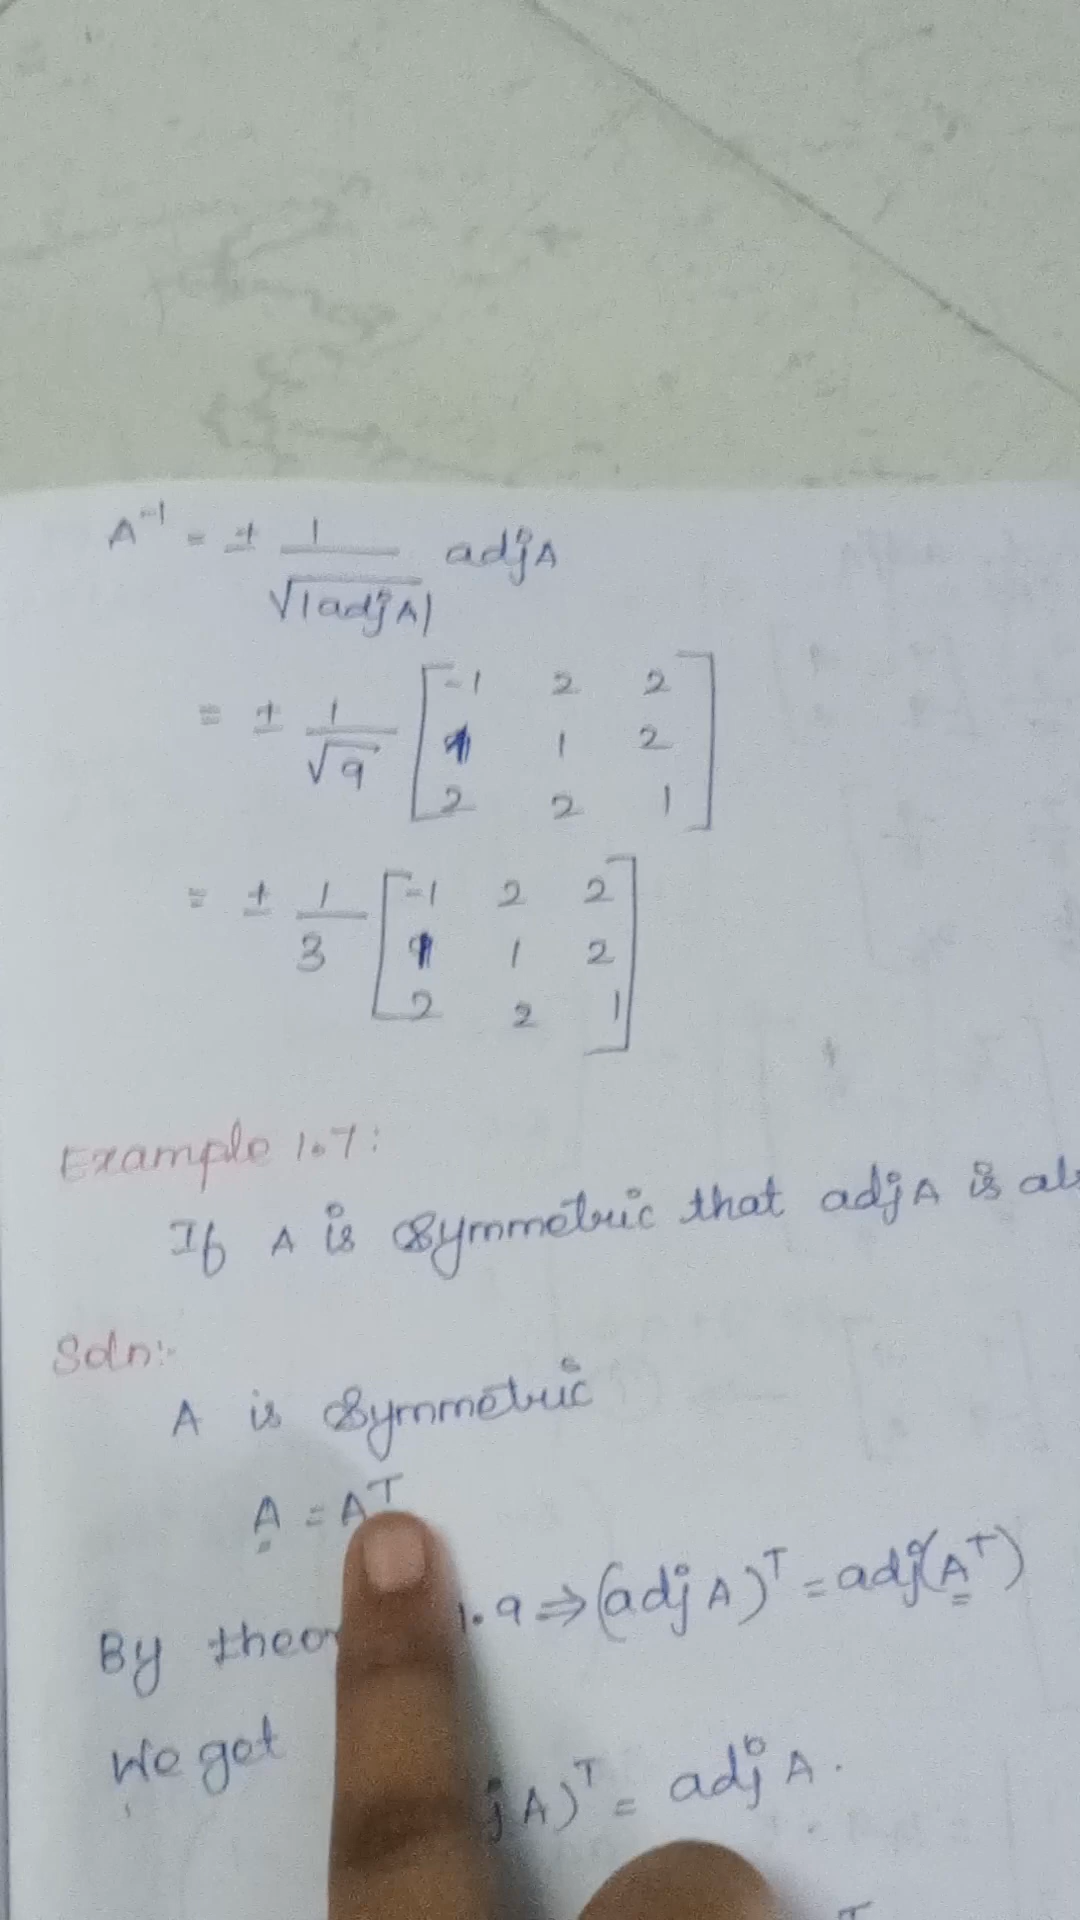 A⁻¹ = ± 1/√|adj A| adj A
= ± 1/√9 [-1 2 2
1 1 2
2 2 1]
= ± 1/3 [-1 2 2
1 1 2
2 2 1]
Example 1.7:
If A is symmetric that adj A is
Soln:-
A is symmetric
A = Aᵀ
By 1.9 ⇒ (adj A)ᵀ = adj(Aᵀ)
We get
j A)ᵀ = adj A.